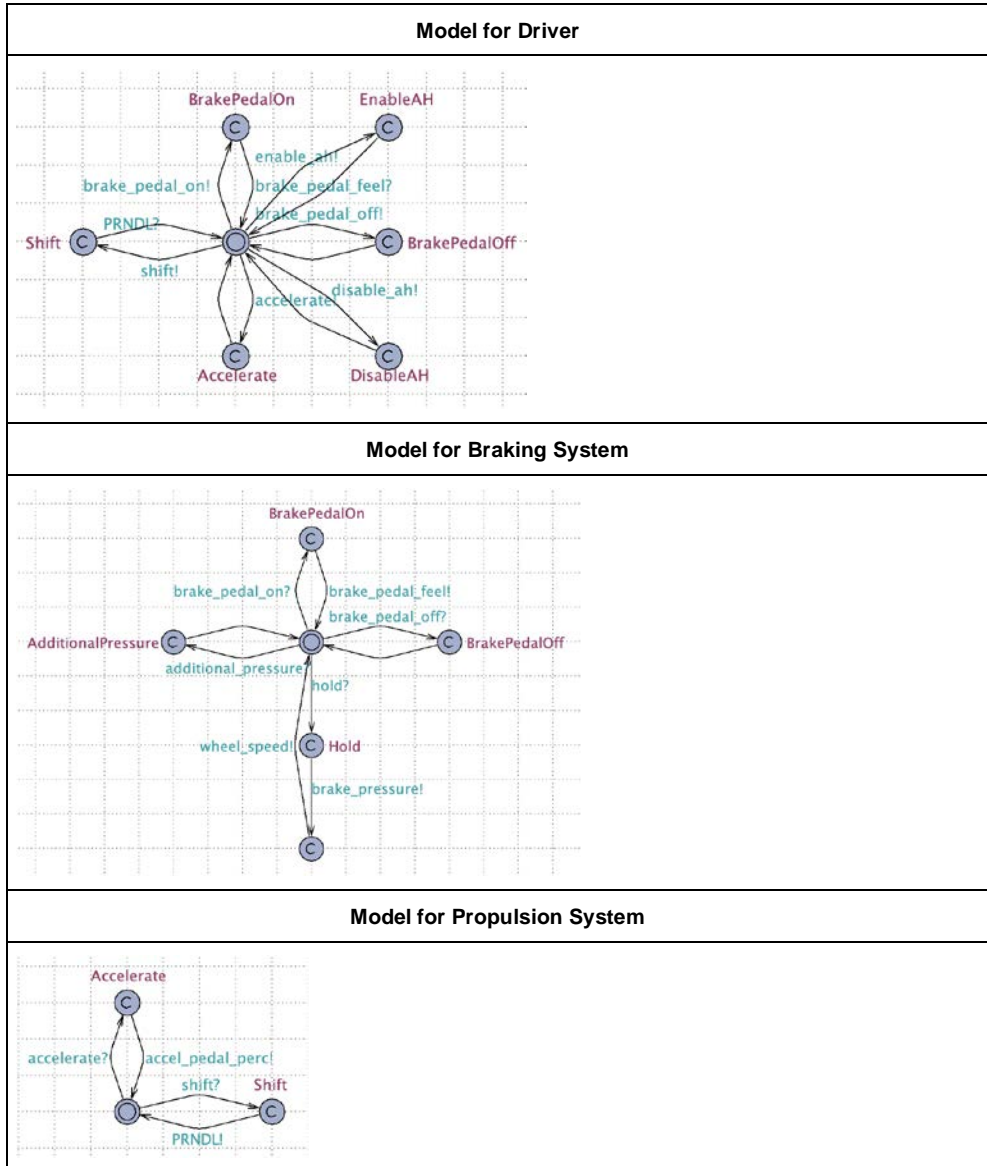 Model for Driver
BrakePedalOn
EnableAH
C
C
enable_ah!
brake_pedal_on!
brake_pedal_feel?
brake_pedal_off!
PRNDL?
Shift
C
C
BrakePedalOff
shift!
disable_ah!
accelerate!
C
C
Accelerate
DisableAH
Model for Braking System
BrakePedalOn
C
brake_pedal_on?
brake_pedal_feel!
brake_pedal_off?
AdditionalPressure
C
C
BrakePedalOff
additional_pressure
hold?
wheel_speed!
C
Hold
brake_pressure!
C
Model for Propulsion System
Accelerate
C
accelerate?
accel_pedal_perc!
shift?
Shift
C
PRNDL!